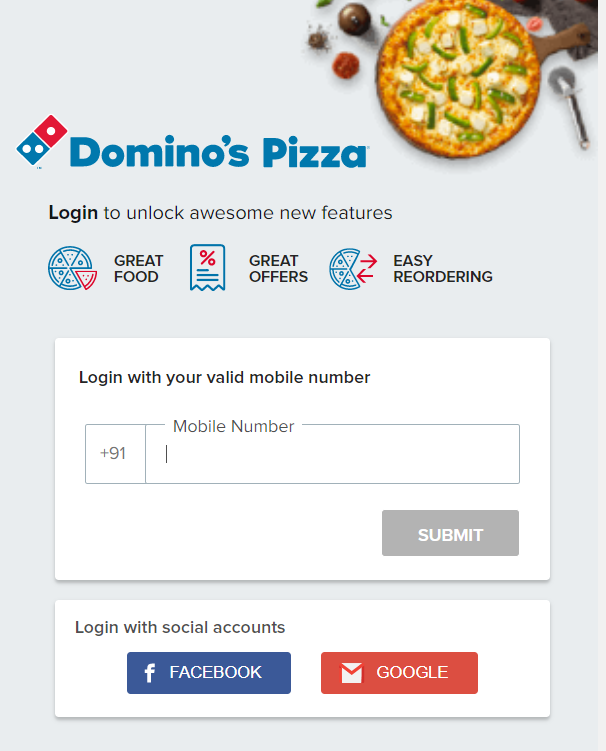 Domino's Pizza
™
Login to unlock awesome new features
GREAT FOOD
%
GREAT OFFERS
EASY REORDERING
Login with your valid mobile number
Mobile Number
+91
SUBMIT
Login with social accounts
f FACEBOOK
GOOGLE